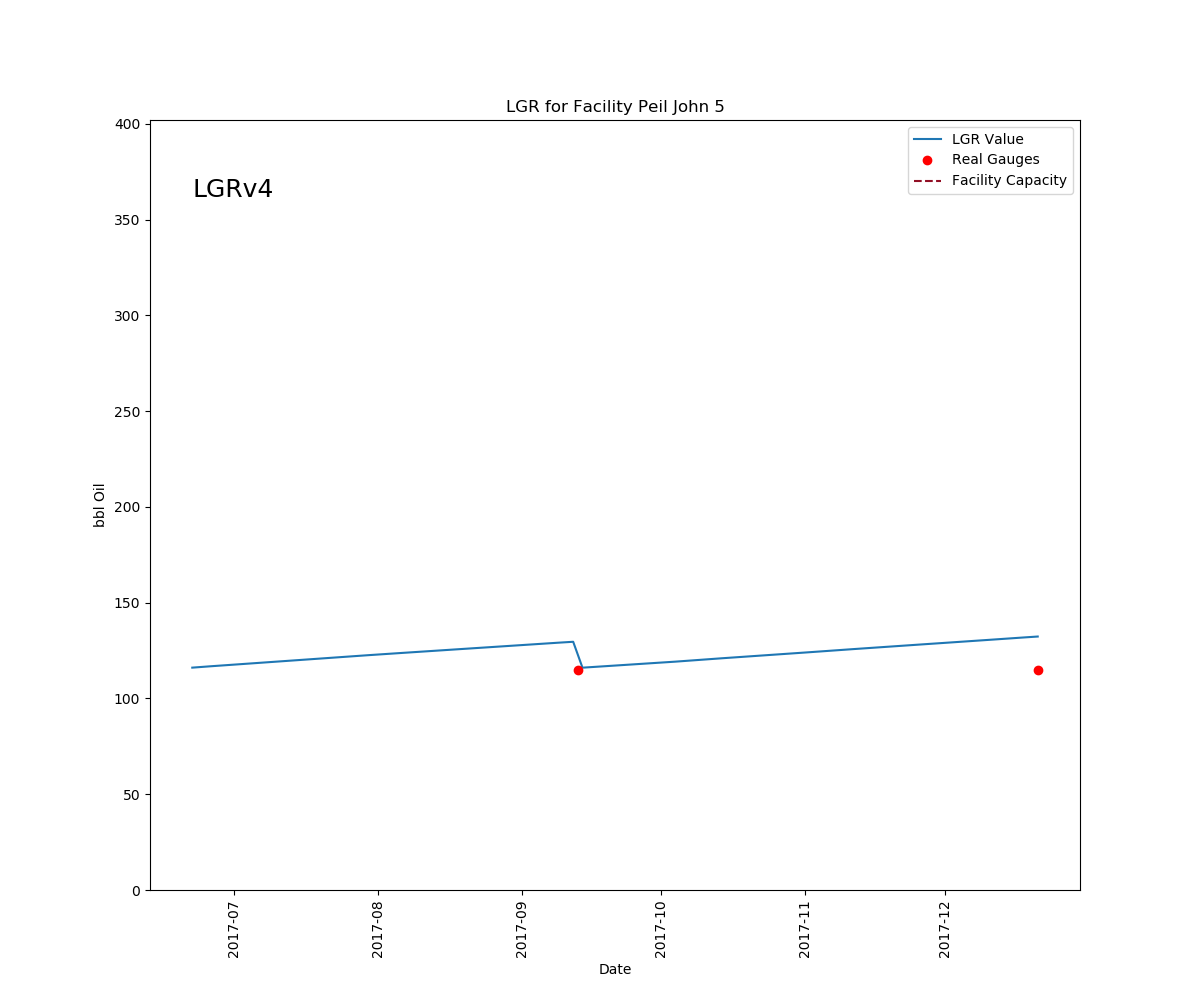 LGR for Facility Peil John 5
LGRv4
LGR Value
Real Gauges
Facility Capacity
400
350
300
250
200
150
100
50
0
bbl Oil
2017-07
2017-08
2017-09
2017-10
2017-11
2017-12
Date